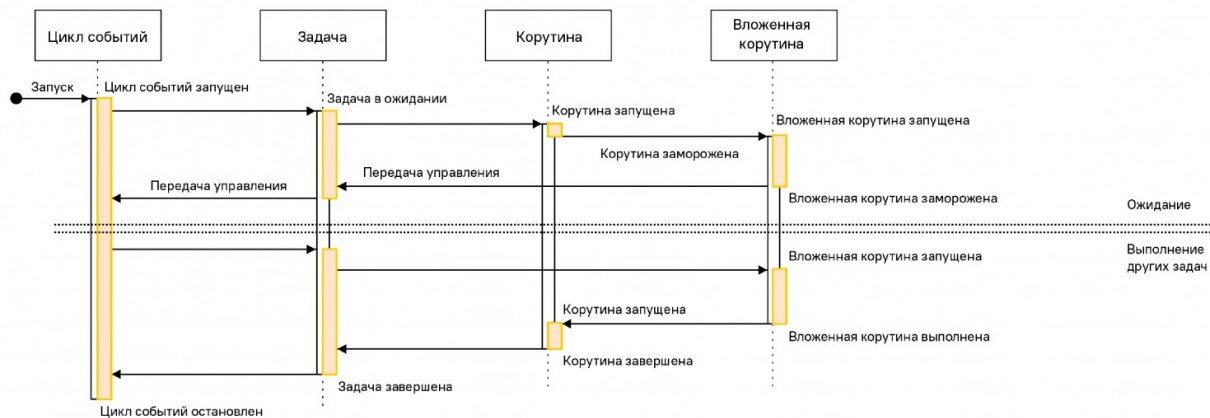 Цикл событий
Задача
Корутина
Вложенная
корутина
Запуск
Цикл событий запущен
Задача в ожидании
Корутина запущена
Вложенная корутина запущена
Корутина заморожена
Передача управления
Передача управления
Вложенная корутина заморожена
Ожидание
Выполнение
других задач
Вложенная корутина запущена
Корутина запущена
Вложенная корутина выполнена
Корутина завершена
Задача завершена
Цикл событий остановлен